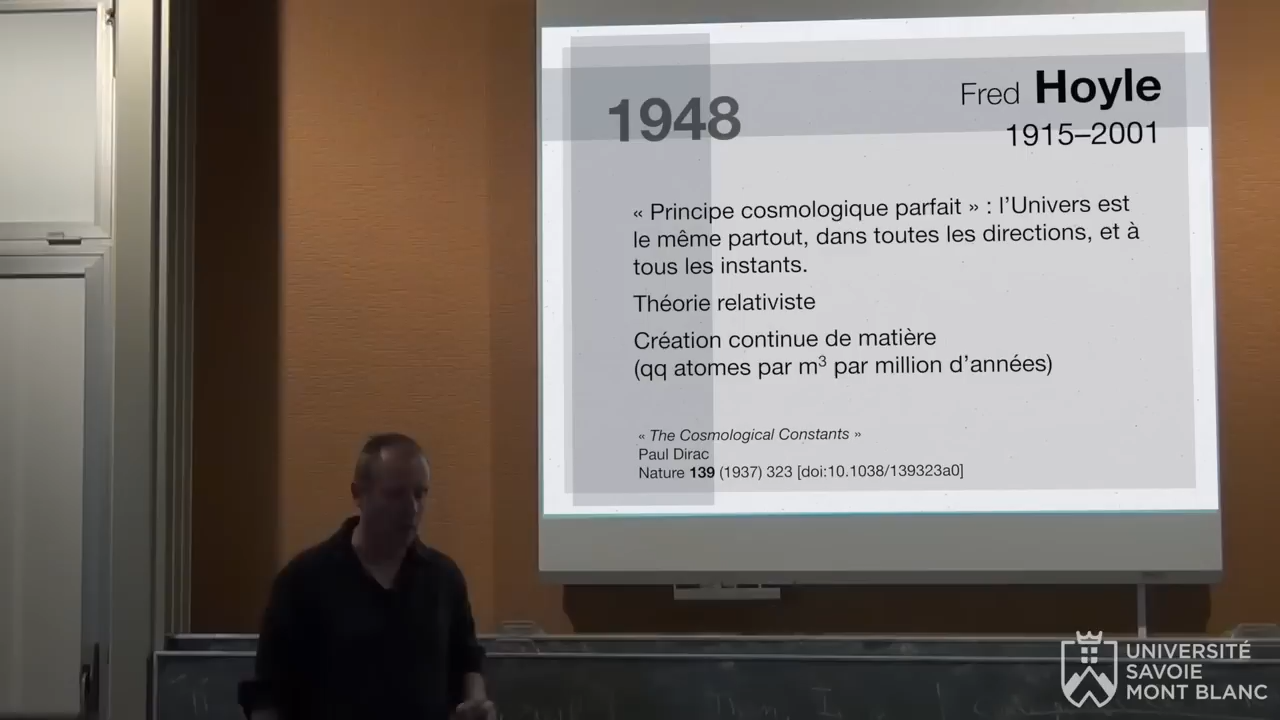 1948
Fred Hoyle
1915–2001
« Principe cosmologique parfait » : l’Univers est
le même partout, dans toutes les directions, et à
tous les instants.
Théorie relativiste
Création continue de matière
(qq atomes par m³ par million d’années)
« The Cosmological Constants »
Paul Dirac
Nature 139 (1937) 323 [doi:10.1038/139323a0]
UNIVERSITÉ
SAVOIE
MONT BLANC